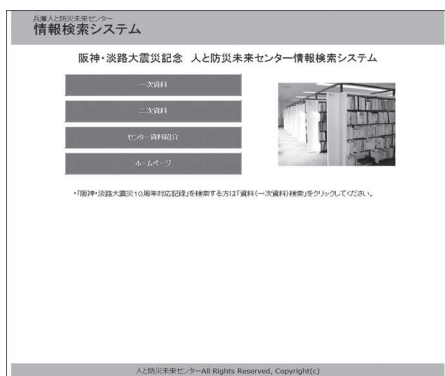 兵庫人と防災未来センター
情報検索システム
阪神・淡路大震災記念 人と防災未来センター情報検索システム
一次資料
二次資料
センター資料紹介
ホームページ
・「阪神・淡路大震災10周年対応記録」を検索する方は「資料(一次資料)検索」をクリックしてください。
人と防災未来センターAll Rights Reserved, Copyright(c)